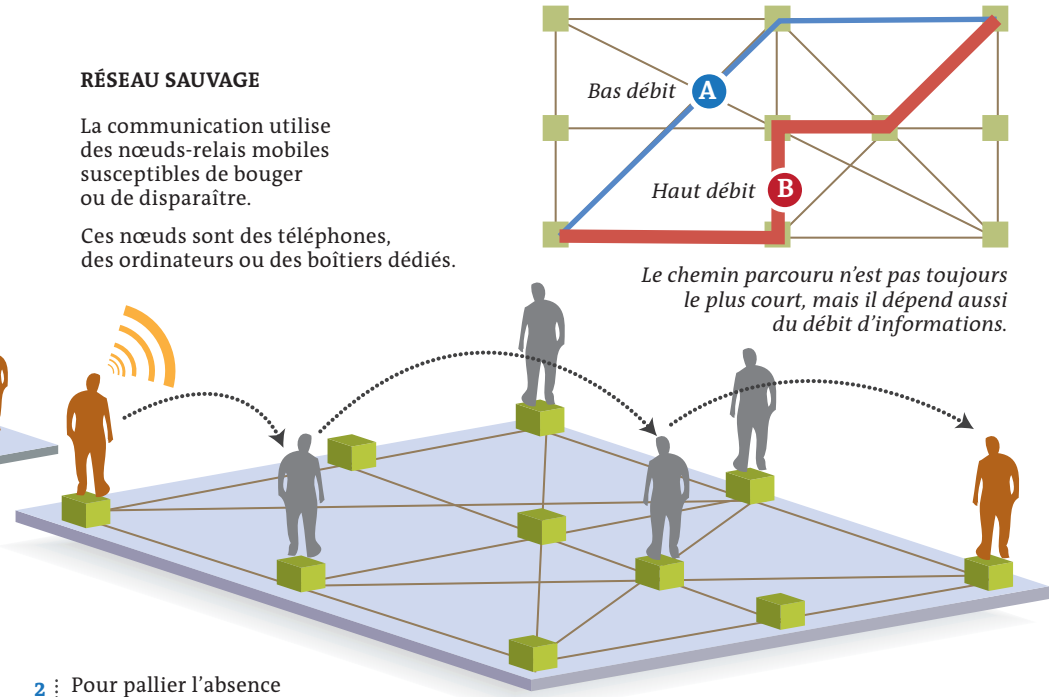 RÉSEAU SAUVAGE
La communication utilise
des nœuds-relais mobiles
susceptibles de bouger
ou de disparaître.
Ces nœuds sont des téléphones,
des ordinateurs ou des boîtiers dédiés.
Bas débit A
Haut débit B
Le chemin parcouru n'est pas toujours
le plus court, mais il dépend aussi
du débit d'informations.
2 Pour pallier l'absence